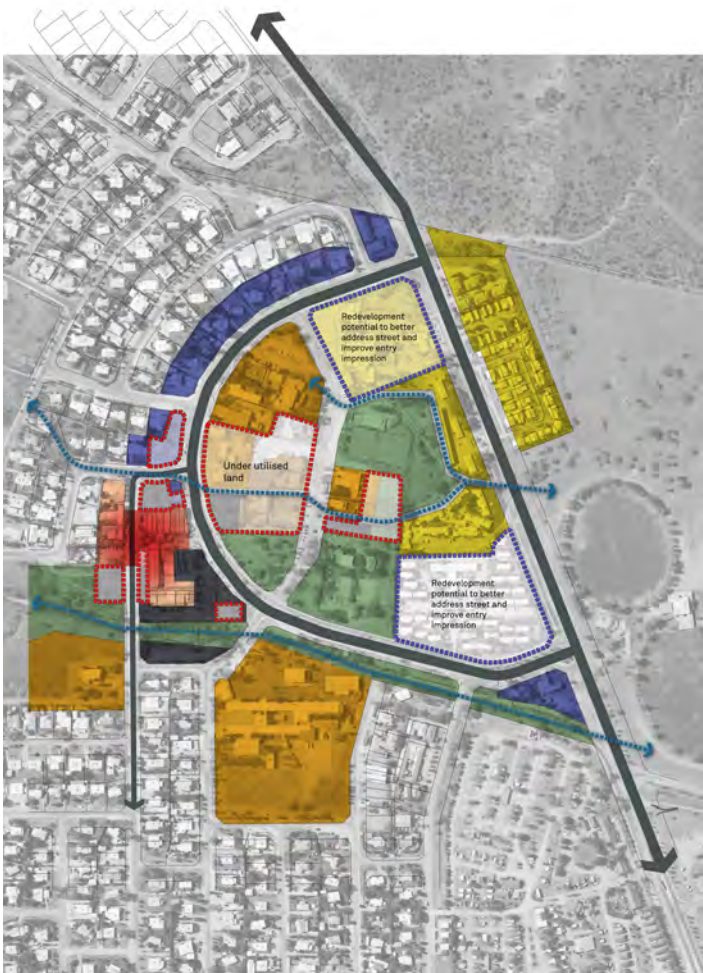 Redevelopment
potential to better
address street and
improve entry
impression
Under utilised
land
Redevelopment
potential to better
address street and
improve entry
impression